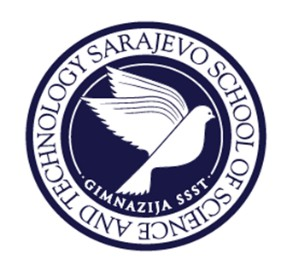 SARAJEVO SCHOOL OF SCIENCE AND TECHNOLOGY
· GIMNAZIJA SSST ·